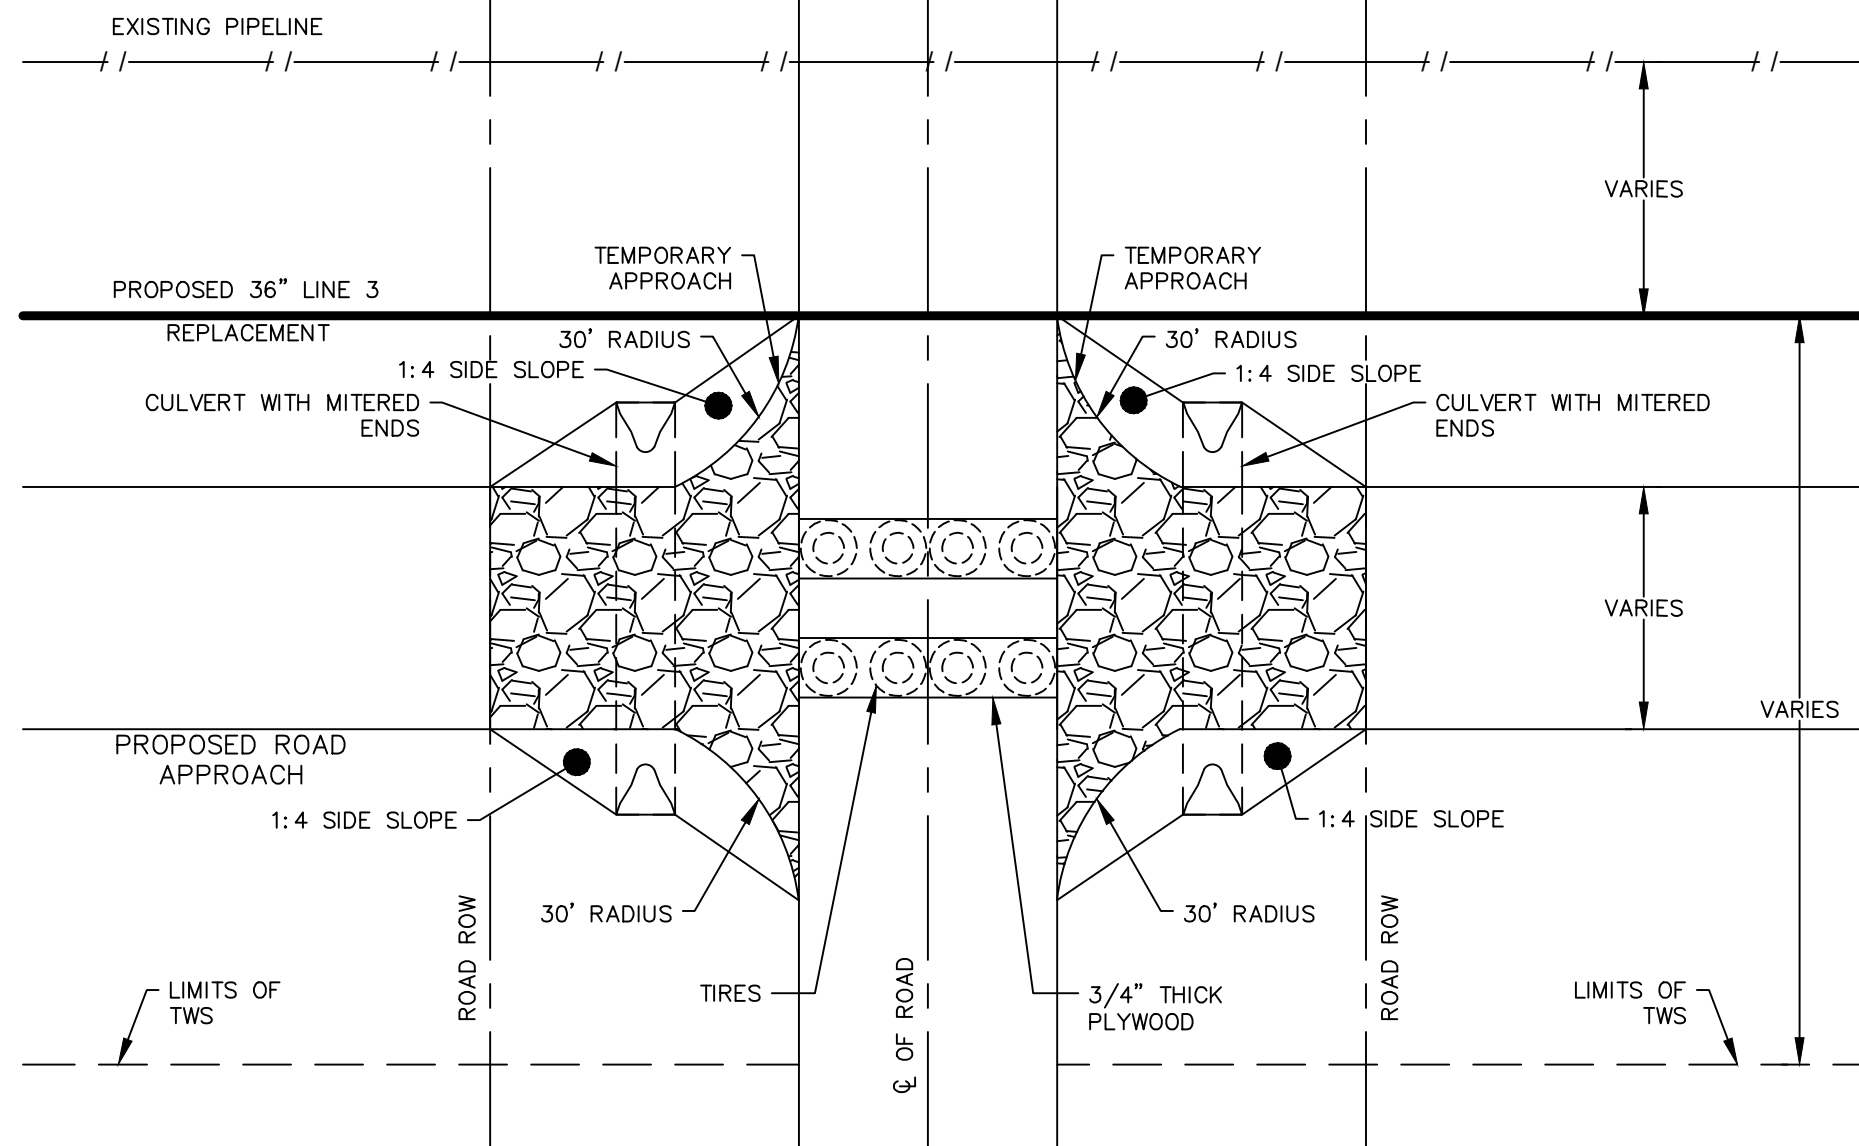 EXISTING PIPELINE
VARIES
TEMPORARY
APPROACH
TEMPORARY
APPROACH
PROPOSED 36" LINE 3
REPLACEMENT
30' RADIUS
30' RADIUS
1:4 SIDE SLOPE
1:4 SIDE SLOPE
CULVERT WITH MITERED
ENDS
CULVERT WITH MITERED
ENDS
VARIES
VARIES
PROPOSED ROAD
APPROACH
1:4 SIDE SLOPE
1:4 SIDE SLOPE
30' RADIUS
30' RADIUS
ROAD ROW
℄ OF ROAD
ROAD ROW
LIMITS OF
TWS
TIRES
3/4" THICK
PLYWOOD
LIMITS OF
TWS